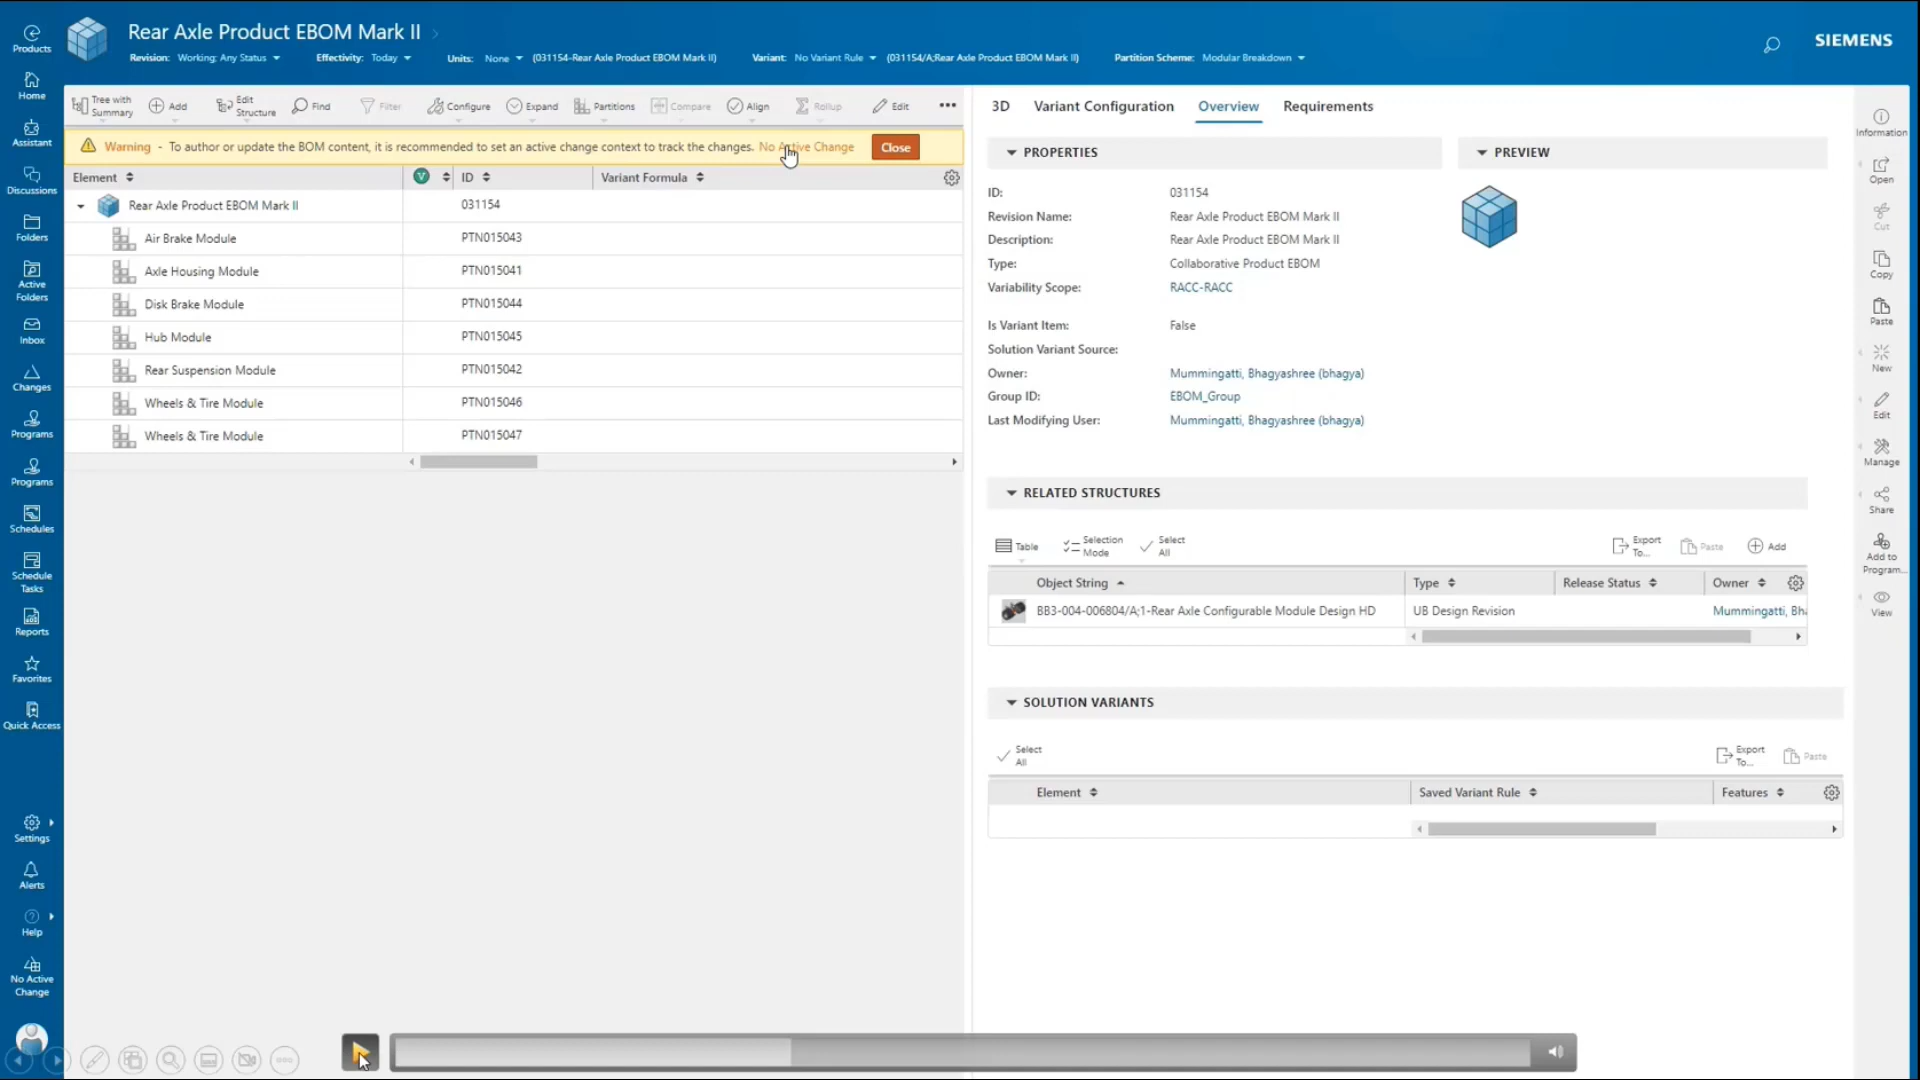 Rear Axle Product EBOM Mark II
Revision: Working; Any Status Effectivity: Today Units: None (031154-Rear Axle Product EBOM Mark II) Variant: No Variant Rule (031154/A;Rear Axle Product EBOM Mark II) Partition Scheme: Modular Breakdown
SIEMENS
Products
Home
Assistant
Discussions
Folders
Active
Folders
Inbox
Changes
Programs
Programs
Schedules
Schedule
Tasks
Reports
Favorites
Quick Access
Settings
Alerts
Help
No Active
Change
Tree with
Summary
Add
Edit
Structure
Find
Filter
Configure
Expand
Partitions
Compare
Align
Rollup
Edit
Warning - To author or update the BOM content, it is recommended to set an active change context to track the changes. No Active Change Close
Element V ID Variant Formula
Rear Axle Product EBOM Mark II 031154
Air Brake Module PTN015043
Axle Housing Module PTN015041
Disk Brake Module PTN015044
Hub Module PTN015045
Rear Suspension Module PTN015042
Wheels & Tire Module PTN015046
Wheels & Tire Module PTN015047
3D Variant Configuration Overview Requirements
PROPERTIES
ID: 031154
Revision Name: Rear Axle Product EBOM Mark II
Description: Rear Axle Product EBOM Mark II
Type: Collaborative Product EBOM
Variability Scope: RACC-RACC
Is Variant Item: False
Solution Variant Source:
Owner: Mummingatti, Bhagyashree (bhagya)
Group ID: EBOM_Group
Last Modifying User: Mummingatti, Bhagyashree (bhagya)
PREVIEW
RELATED STRUCTURES
Table
Selection
Mode
Select
All
Export
To...
Paste
Add
Object String Type Release Status Owner
BB3-004-006804/A;1-Rear Axle Configurable Module Design HD UB Design Revision Mummingatti, Bh
SOLUTION VARIANTS
Select
All
Export
To...
Paste
Element Saved Variant Rule Features
Information
Open
Cut
Copy
Paste
New
Edit
Manage
Share
Add to
Program...
View